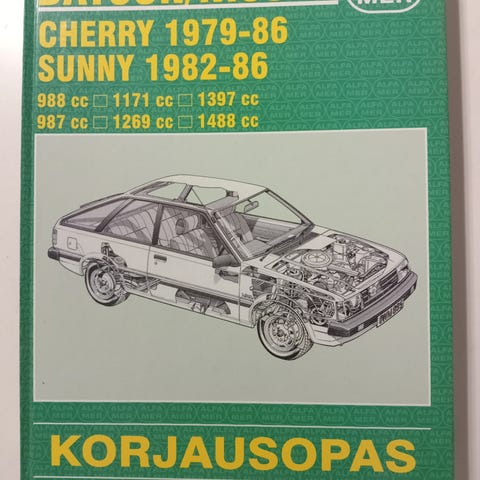 MER
CHERRY 1979-86
SUNNY 1982-86
988 cc □ 1171 cc □ 1397 cc
987 cc □ 1269 cc □ 1488 cc
KORJAUSOPAS